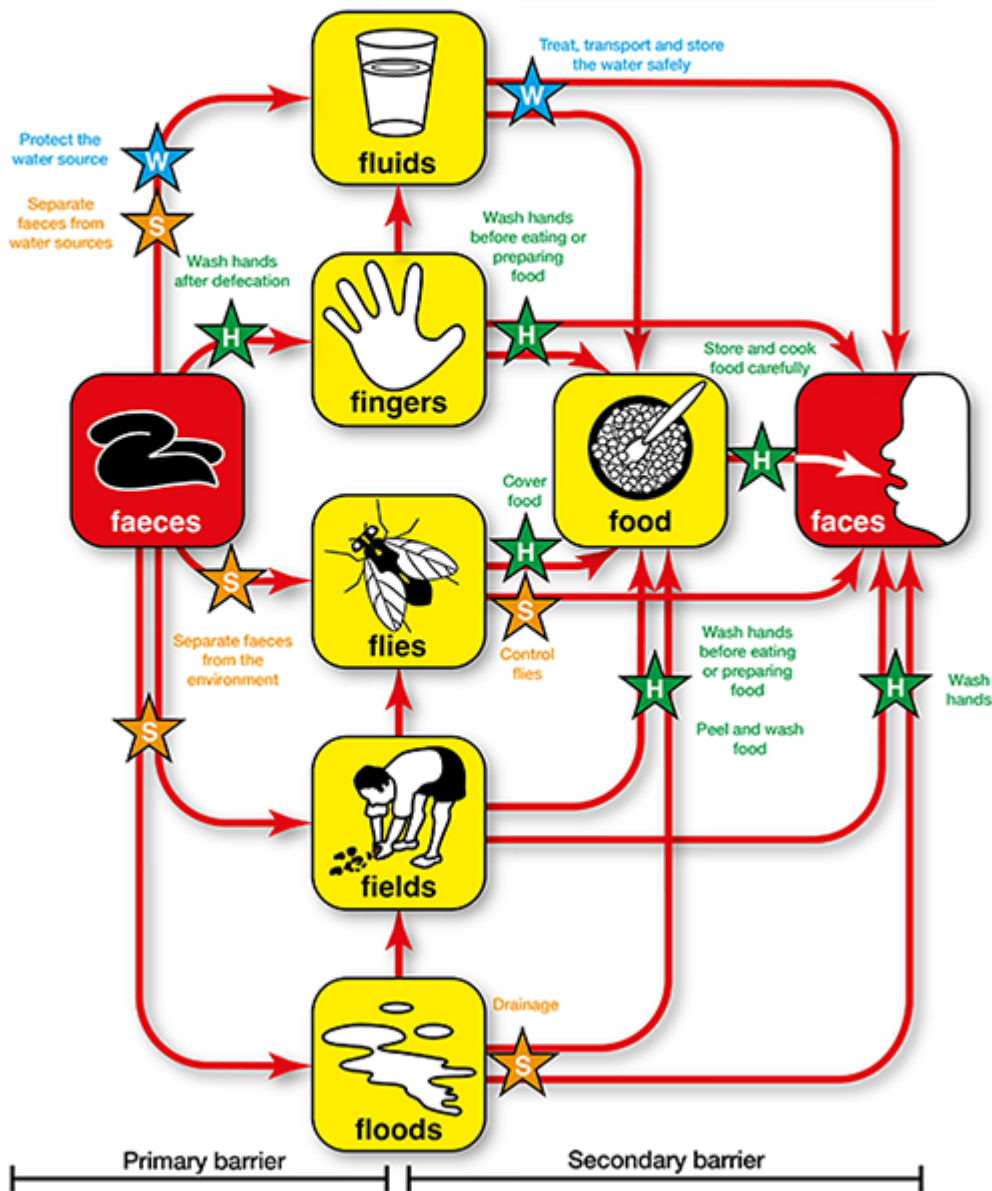 Treat, transport and store
the water safely
W
fluids
Protect the
water source
W
Separate
faeces from
water sources
S
Wash hands
after defecation
H
Wash hands
before eating or
preparing
food
H
fingers
Store and cook
food carefully
H
faeces
food
faces
Cover
food
H
S
flies
S
Control
flies
Separate faeces
from the
environment
S
Wash hands
before eating
or preparing
food
H
Peel and wash
food
H
Wash
hands
fields
Drainage
S
floods
Primary barrier
Secondary barrier